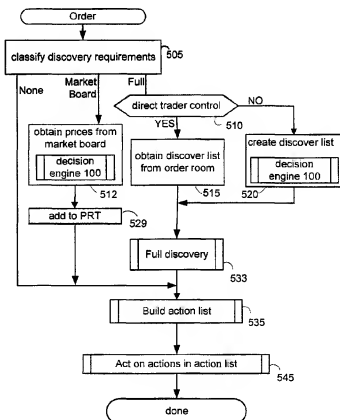 Order
classify discovery requirements
505
None
Market
Board
Full
direct trader control
NO
YES
510
obtain prices from
market board
decision
engine 100
512
obtain discover list
from order room
515
create discover list
decision
engine 100
520
add to PRT
529
Full discovery
533
Build action list
535
Act on actions in action list
545
done